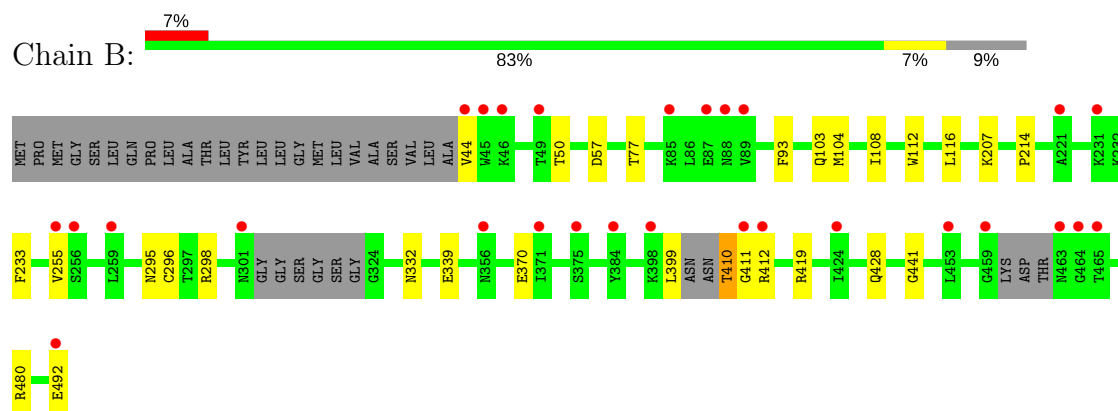 7%
Chain B:
83% 7% 9%
MET PRO MET GLY SER LEU GLN PRO LEU ALA THR LEU TYR LEU LEU GLY MET LEU VAL ALA SER VAL LEU ALA V44 W45 K46 T49 T50 D57 T77 K85 L86 E87 N88 V89 F93 Q103 M104 I108 W112 L116 K207 P214 A221 K231 K232
F233 V255 S256 L259 N295 C296 T297 R298 N301 GLY GLY SER GLY SER GLY G324 N332 E339 N356 E370 I371 S375 Y384 K398 L399 ASN ASN T410 G411 R412 R419 I424 Q428 G441 L453 G459 LYS ASP THR N463 G464 T465
R480 E492